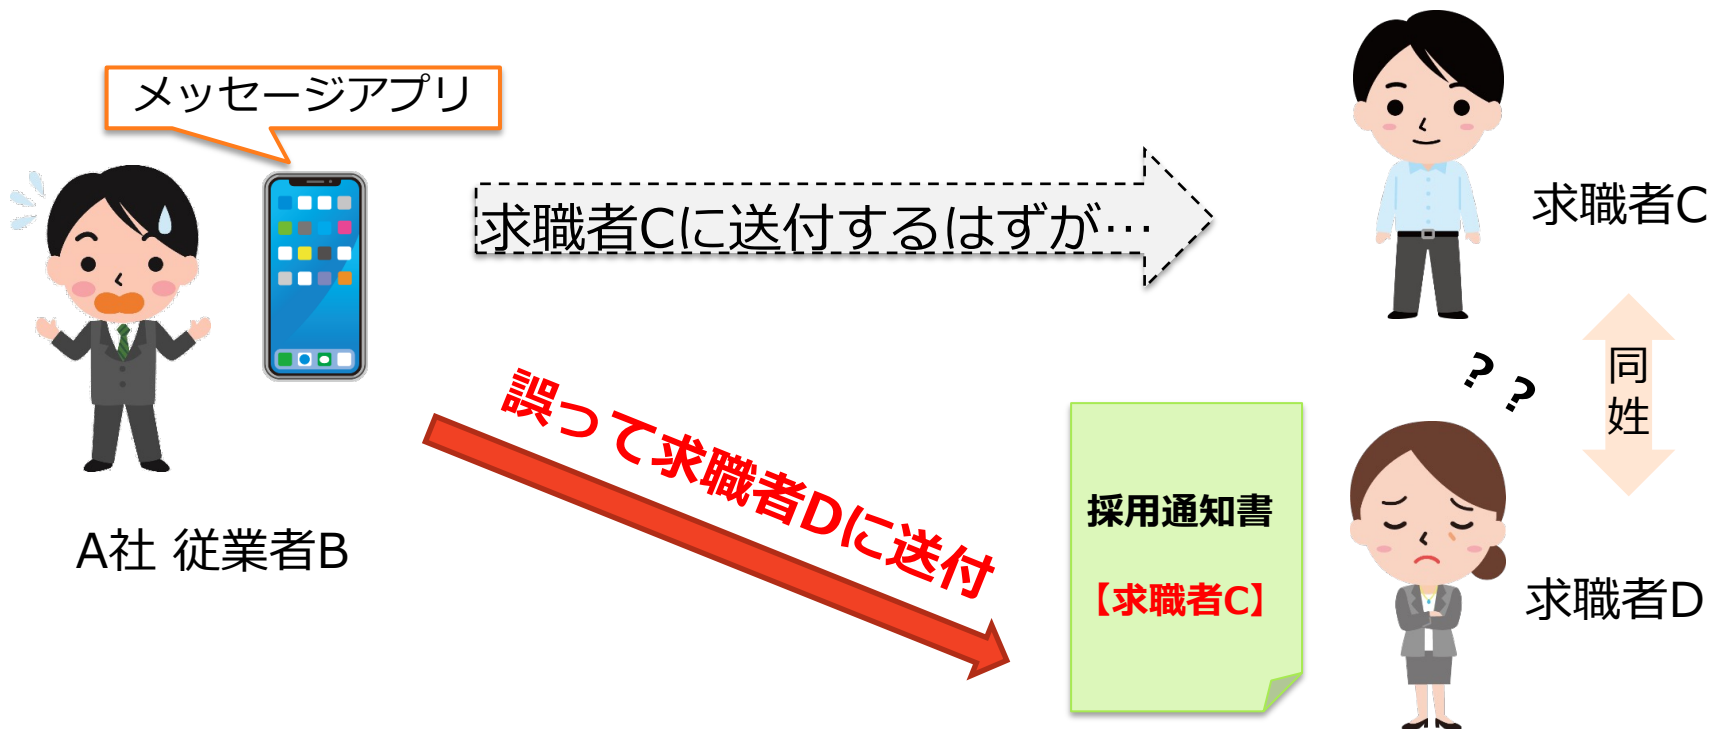 メッセージアプリ
求職者Cに送付するはずが…
求職者C
同
姓
？？
誤って求職者Dに送付
採用通知書
【求職者C】
A社 従業者B
求職者D